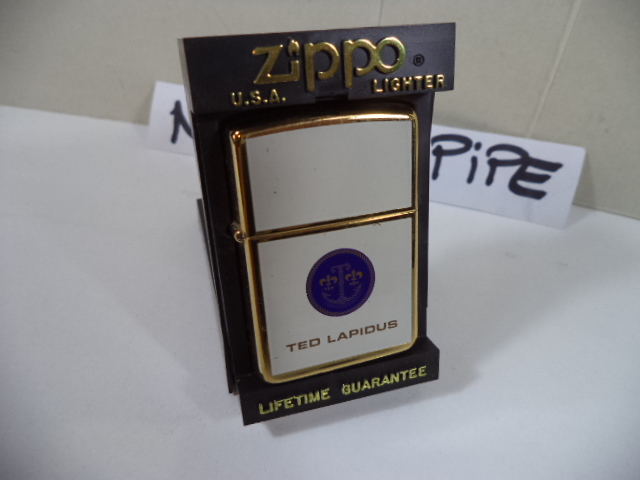 zippo®
U.S.A. LIGHTER
PiPE
TED LAPIDUS
LIFETIME GUARANTEE